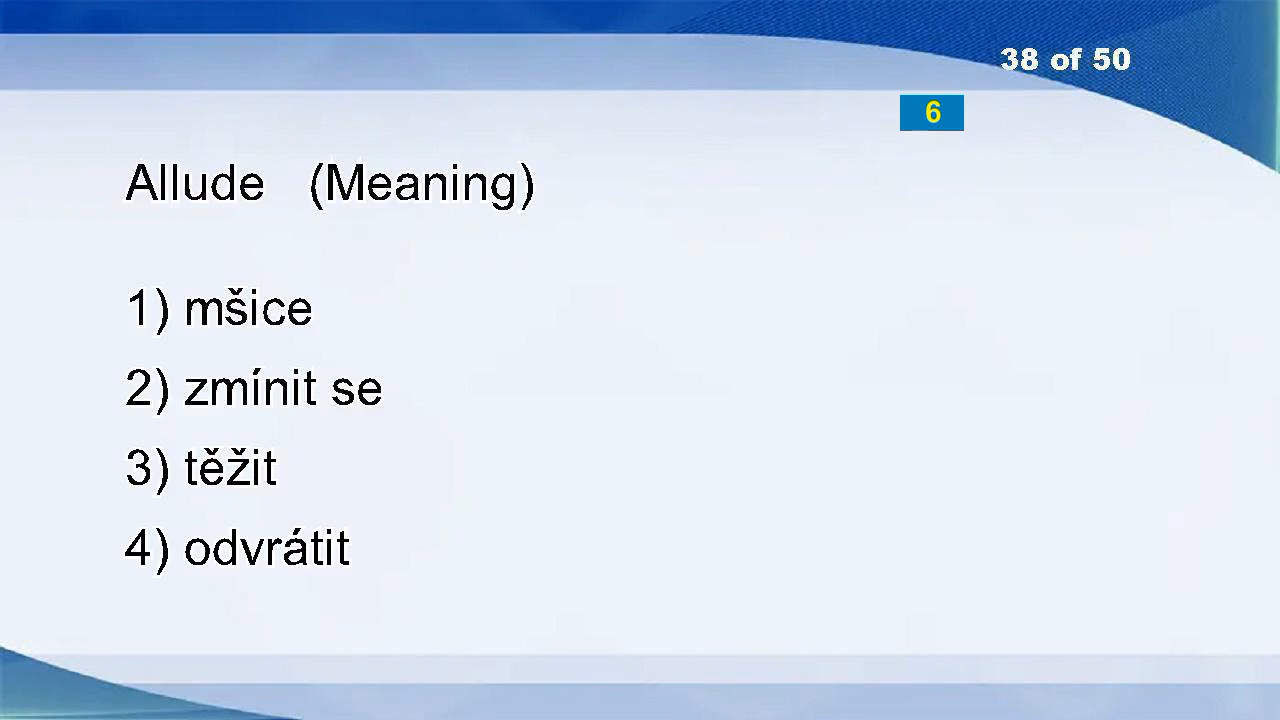 38 of 50
6
Allude (Meaning)
1) mšice
2) zmínit se
3) těžit
4) odvrátit